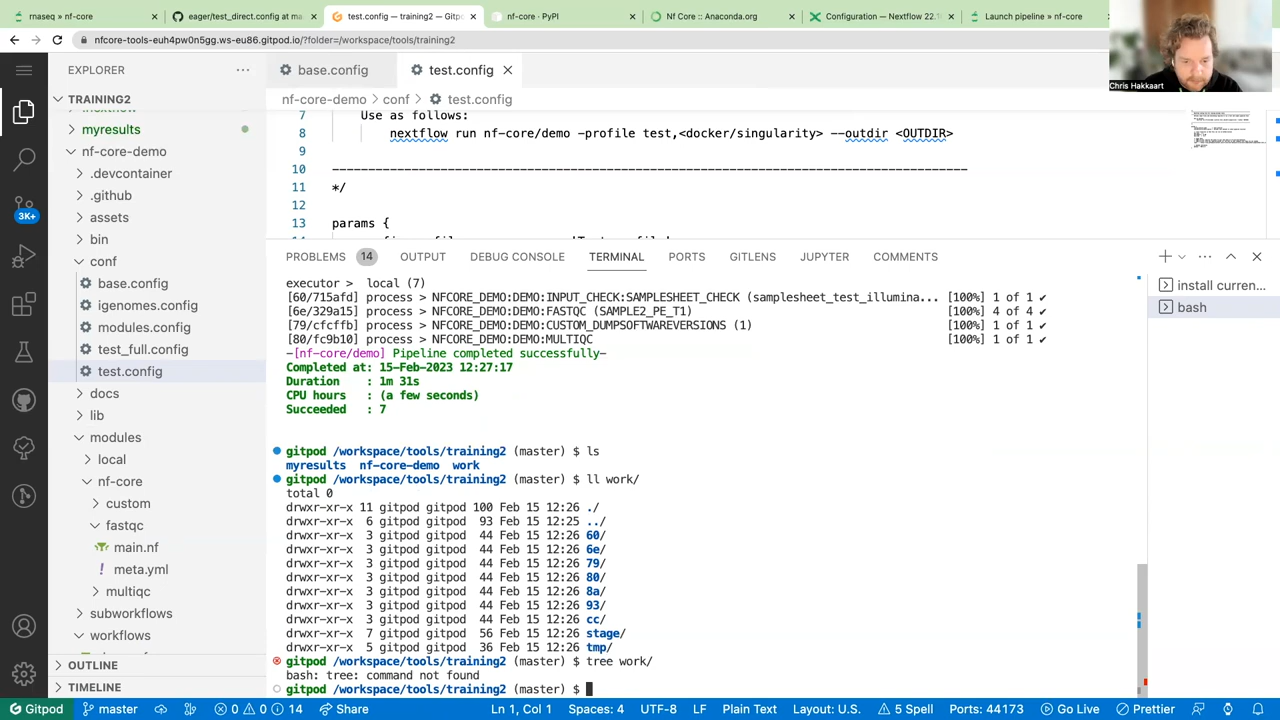 rnaseq » nf-core
eager/test_direct.config at ma
test.config — training2 — Gitp
nf-core · PyPI
Nf Core :: Anaconda.org
Configuration — Nextflow 22.1
Launch pipeline » nf-core
nfcore-tools-euh4pw0n5gg.ws-eu86.gitpod.io/?folder=/workspace/tools/training2
Chris Hakkaart
EXPLORER
base.config
test.config
TRAINING2
nf-core-demo > conf > test.config
myresults
nf-core-demo
.devcontainer
.github
assets
bin
conf
base.config
igenomes.config
modules.config
test_full.config
test.config
docs
lib
modules
local
nf-core
custom
fastqc
main.nf
meta.yml
multiqc
subworkflows
workflows
OUTLINE
TIMELINE
3K+
7 Use as follows:
8 nextflow run nf-core/demo -profile test,<docker/singularity> --outdir <OUTDIR>
9
10 ----------------------------------------------------------------------------------------
11 */
12
13 params {
PROBLEMS 14 OUTPUT DEBUG CONSOLE TERMINAL PORTS GITLENS JUPYTER COMMENTS
executor > local (7)
[60/715afd] process > NFCORE_DEMO:DEMO:INPUT_CHECK:SAMPLESHEET_CHECK (samplesheet_test_illumina... [100%] 1 of 1 ✔
[6e/329a15] process > NFCORE_DEMO:DEMO:FASTQC (SAMPLE2_PE_T1) [100%] 4 of 4 ✔
[79/cfcffb] process > NFCORE_DEMO:DEMO:CUSTOM_DUMPSOFTWAREVERSIONS (1) [100%] 1 of 1 ✔
[80/fc9b10] process > NFCORE_DEMO:DEMO:MULTIQC [100%] 1 of 1 ✔
-[nf-core/demo] Pipeline completed successfully-
Completed at: 15-Feb-2023 12:27:17
Duration : 1m 31s
CPU hours : (a few seconds)
Succeeded : 7
gitpod /workspace/tools/training2 (master) $ ls
myresults nf-core-demo work
gitpod /workspace/tools/training2 (master) $ ll work/
total 0
drwxr-xr-x 11 gitpod gitpod 100 Feb 15 12:26 ./
drwxr-xr-x 6 gitpod gitpod 93 Feb 15 12:25 ../
drwxr-xr-x 3 gitpod gitpod 44 Feb 15 12:26 60/
drwxr-xr-x 3 gitpod gitpod 44 Feb 15 12:26 6e/
drwxr-xr-x 3 gitpod gitpod 44 Feb 15 12:26 79/
drwxr-xr-x 3 gitpod gitpod 44 Feb 15 12:26 80/
drwxr-xr-x 3 gitpod gitpod 44 Feb 15 12:26 8a/
drwxr-xr-x 3 gitpod gitpod 44 Feb 15 12:26 93/
drwxr-xr-x 3 gitpod gitpod 44 Feb 15 12:26 cc/
drwxr-xr-x 7 gitpod gitpod 56 Feb 15 12:26 stage/
drwxr-xr-x 5 gitpod gitpod 36 Feb 15 12:26 tmp/
gitpod /workspace/tools/training2 (master) $ tree work/
bash: tree: command not found
gitpod /workspace/tools/training2 (master) $
install curren...
bash
Gitpod master 0 0 14 Share Ln 1, Col 1 Spaces: 4 UTF-8 LF Plain Text Layout: U.S. 5 Spell Ports: 44173 Go Live Prettier